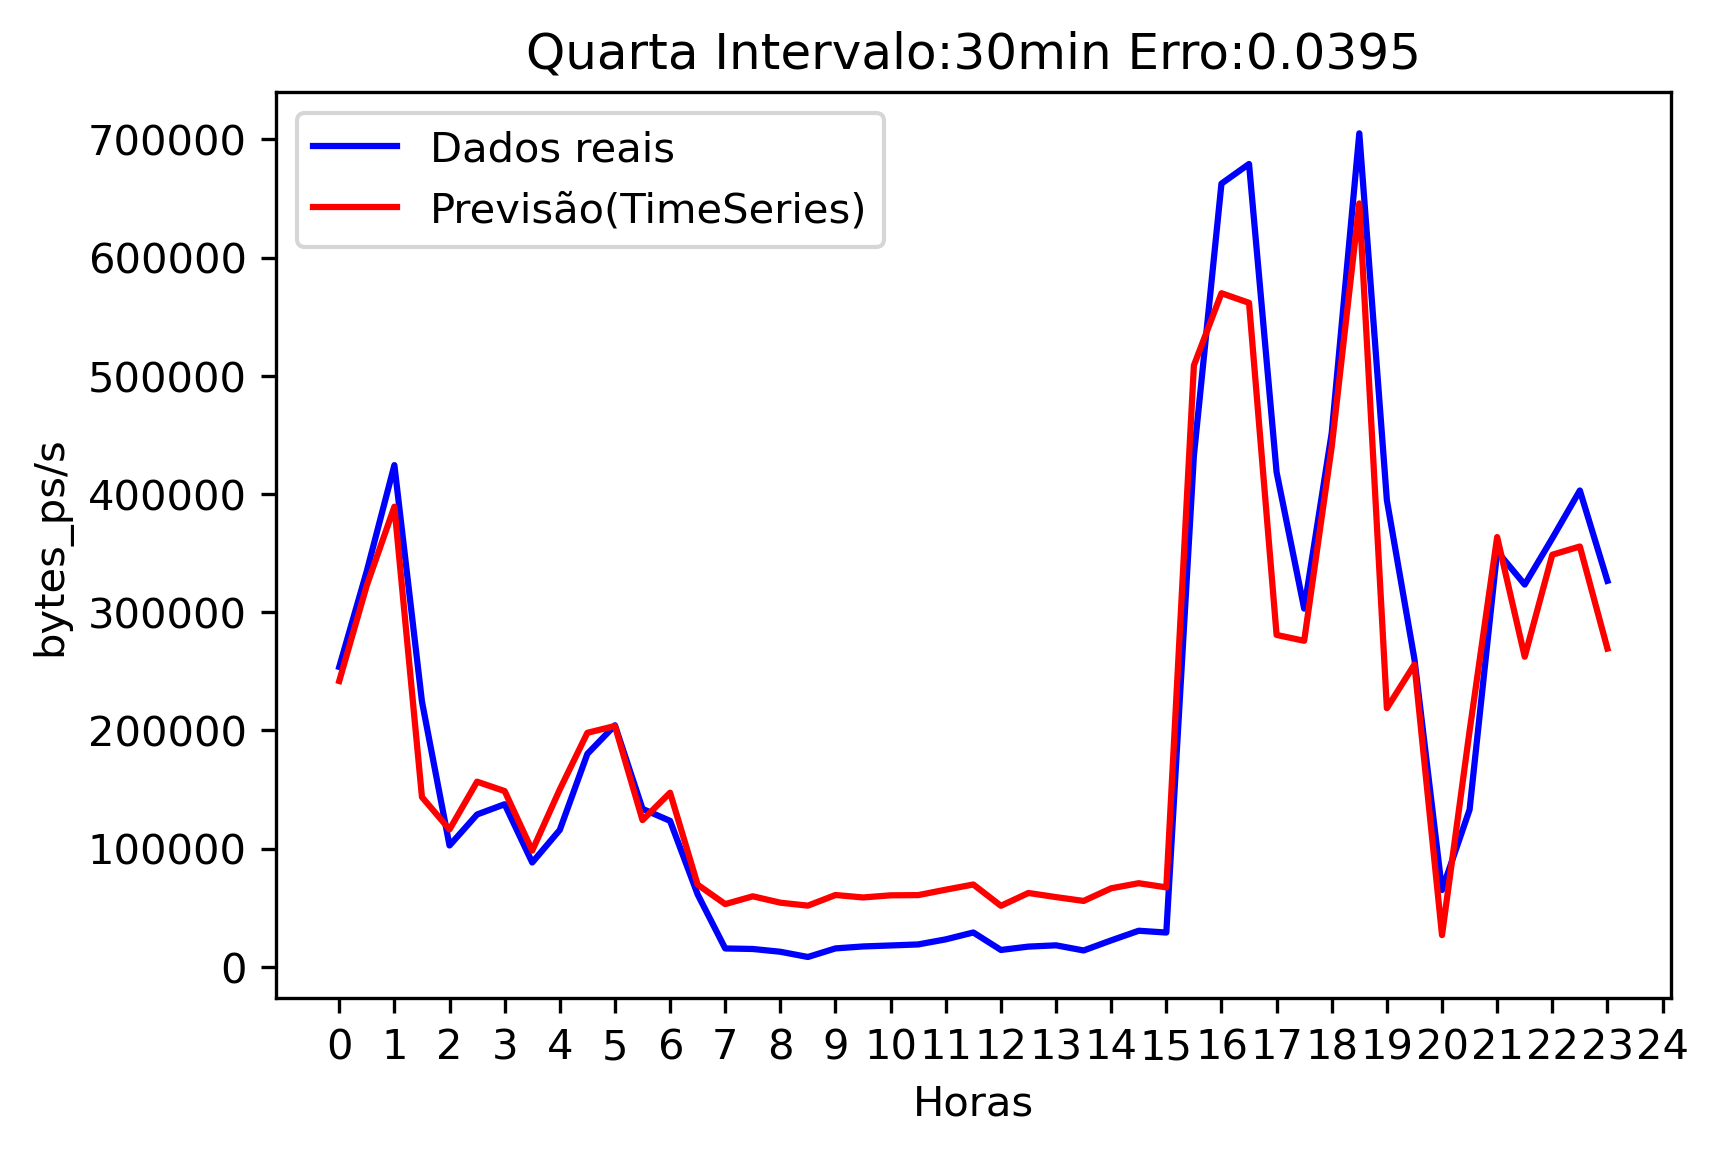 Quarta Intervalo:30min Erro:0.0395
Dados reais
Previsão(TimeSeries)
700000
600000
500000
400000
300000
200000
100000
0
bytes_ps/s
0 1 2 3 4 5 6 7 8 9 10 11 12 13 14 15 16 17 18 19 20 21 22 23 24
Horas